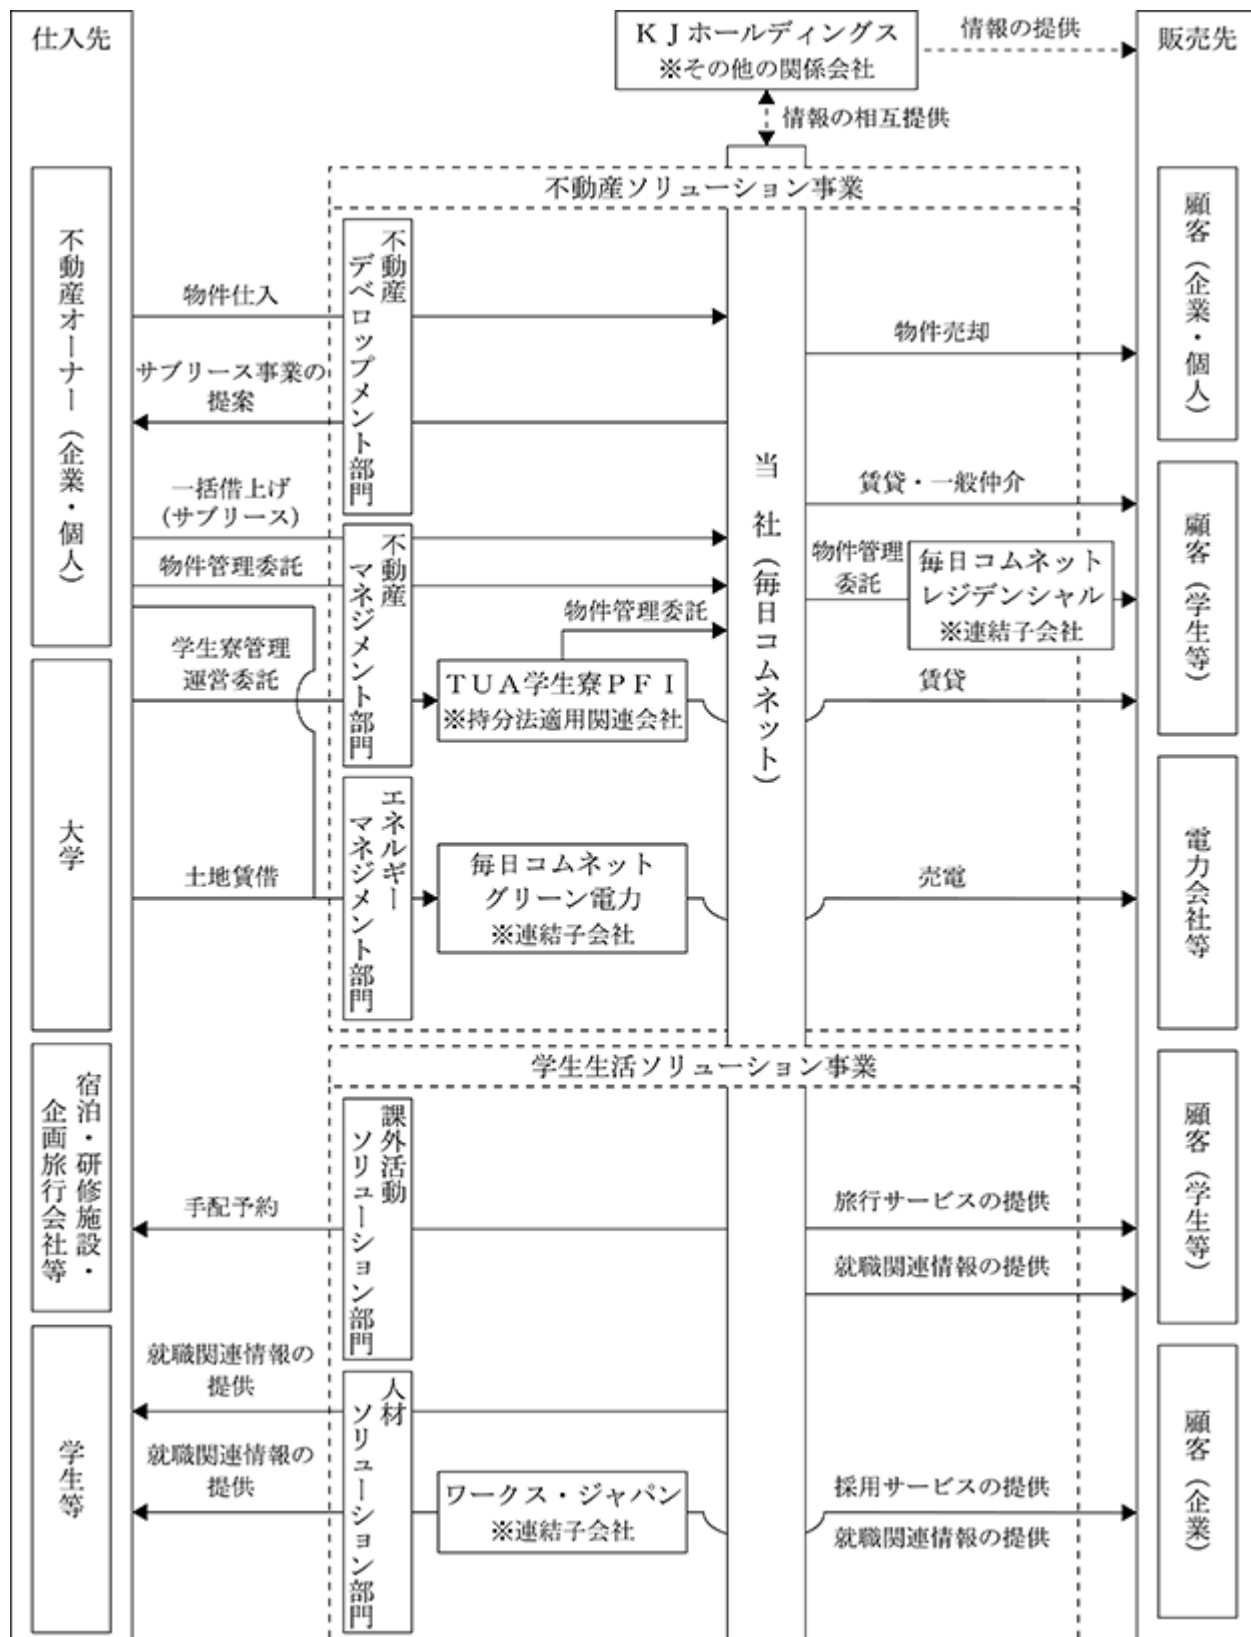 仕入先
ＫＪホールディングス
※その他の関係会社
情報の提供
販売先
情報の相互提供
不動産ソリューション事業
不動産オーナー（企業・個人）
不動産
デベロップメント部門
物件仕入
サブリース事業の
提案
当社（毎日コムネット）
物件売却
顧客（企業・個人）
一括借上げ
（サブリース）
物件管理委託
不動産
マネジメント部門
物件管理委託
学生寮管理
運営委託
ＴＵＡ学生寮ＰＦＩ
※持分法適用関連会社
賃貸・一般仲介
物件管理
委託
毎日コムネット
レジデンシャル
※連結子会社
賃貸
顧客（学生等）
大学
土地賃借
エネルギー
マネジメント部門
毎日コムネット
グリーン電力
※連結子会社
売電
電力会社等
学生生活ソリューション事業
宿泊・研修施設・
企画旅行会社等
手配予約
課外活動
ソリューション部門
旅行サービスの提供
就職関連情報の提供
顧客（学生等）
学生等
就職関連情報の
提供
就職関連情報の
提供
人材
ソリューション部門
ワークス・ジャパン
※連結子会社
採用サービスの提供
就職関連情報の提供
顧客（企業）